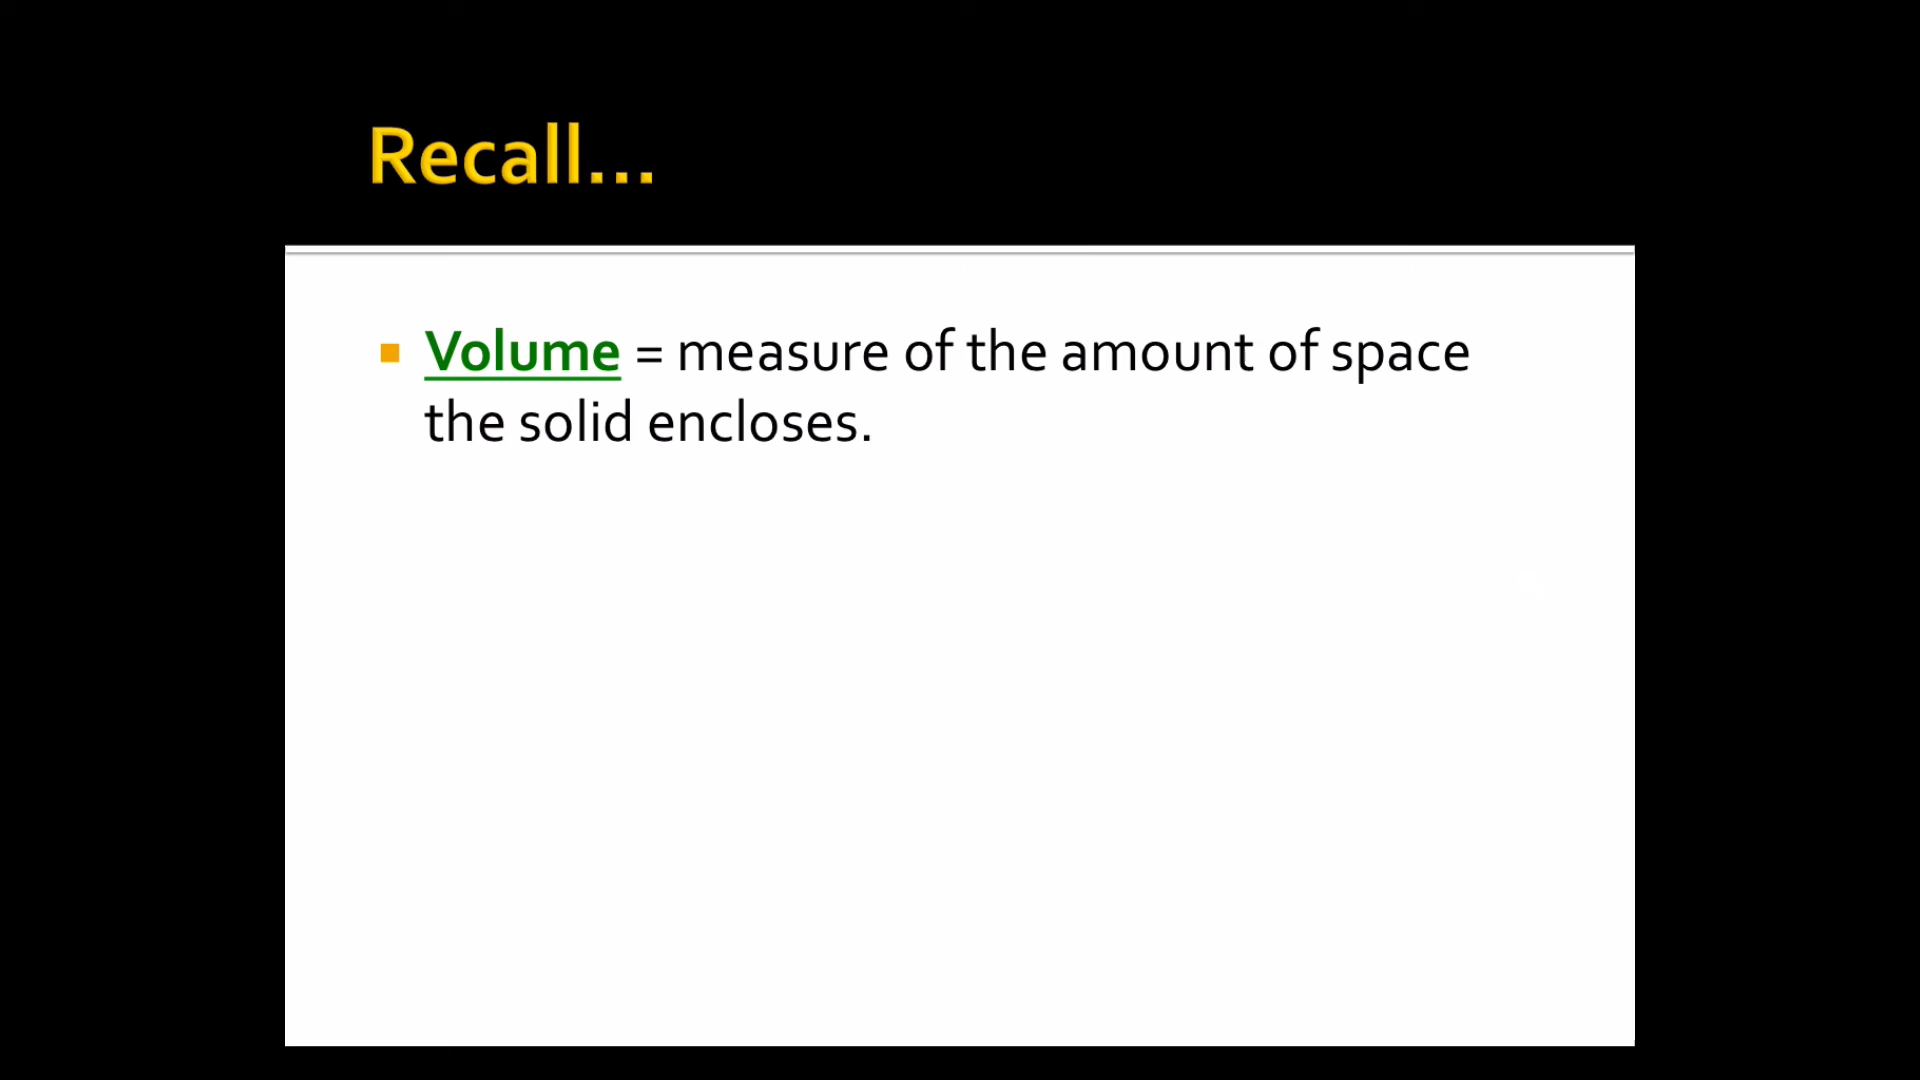 Recall...
Volume = measure of the amount of space
the solid encloses.